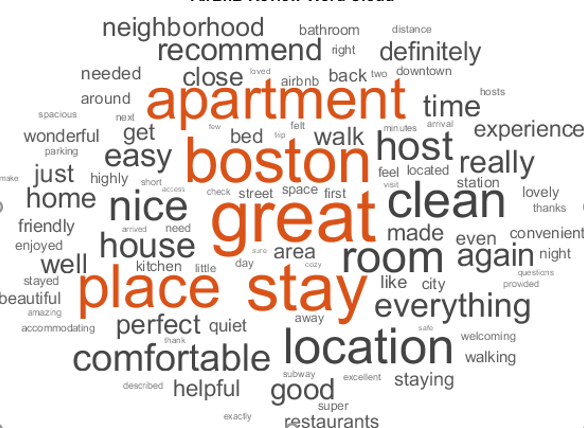 AirBnB Review Word Cloud
neighborhood bathroom distance
recommend right definitely
needed close loved airbnb back two downtown
around apartment time hosts
spacious next few felt minutes arrival
wonderful get bed trip walk host experience
parking easy boston really
make just highly short feel located
home nice access check street space first visit station clean lovely
thanks
friendly arrived need great made even convenient
enjoyed house sure area room again night
well kitchen little day cozy questions
stayed place stay like city provided
beautiful everything
amazing
accommodating perfect quiet away safe
thank location welcoming
comfortable walking
described helpful subway excellent staying
good
super
exactly restaurants